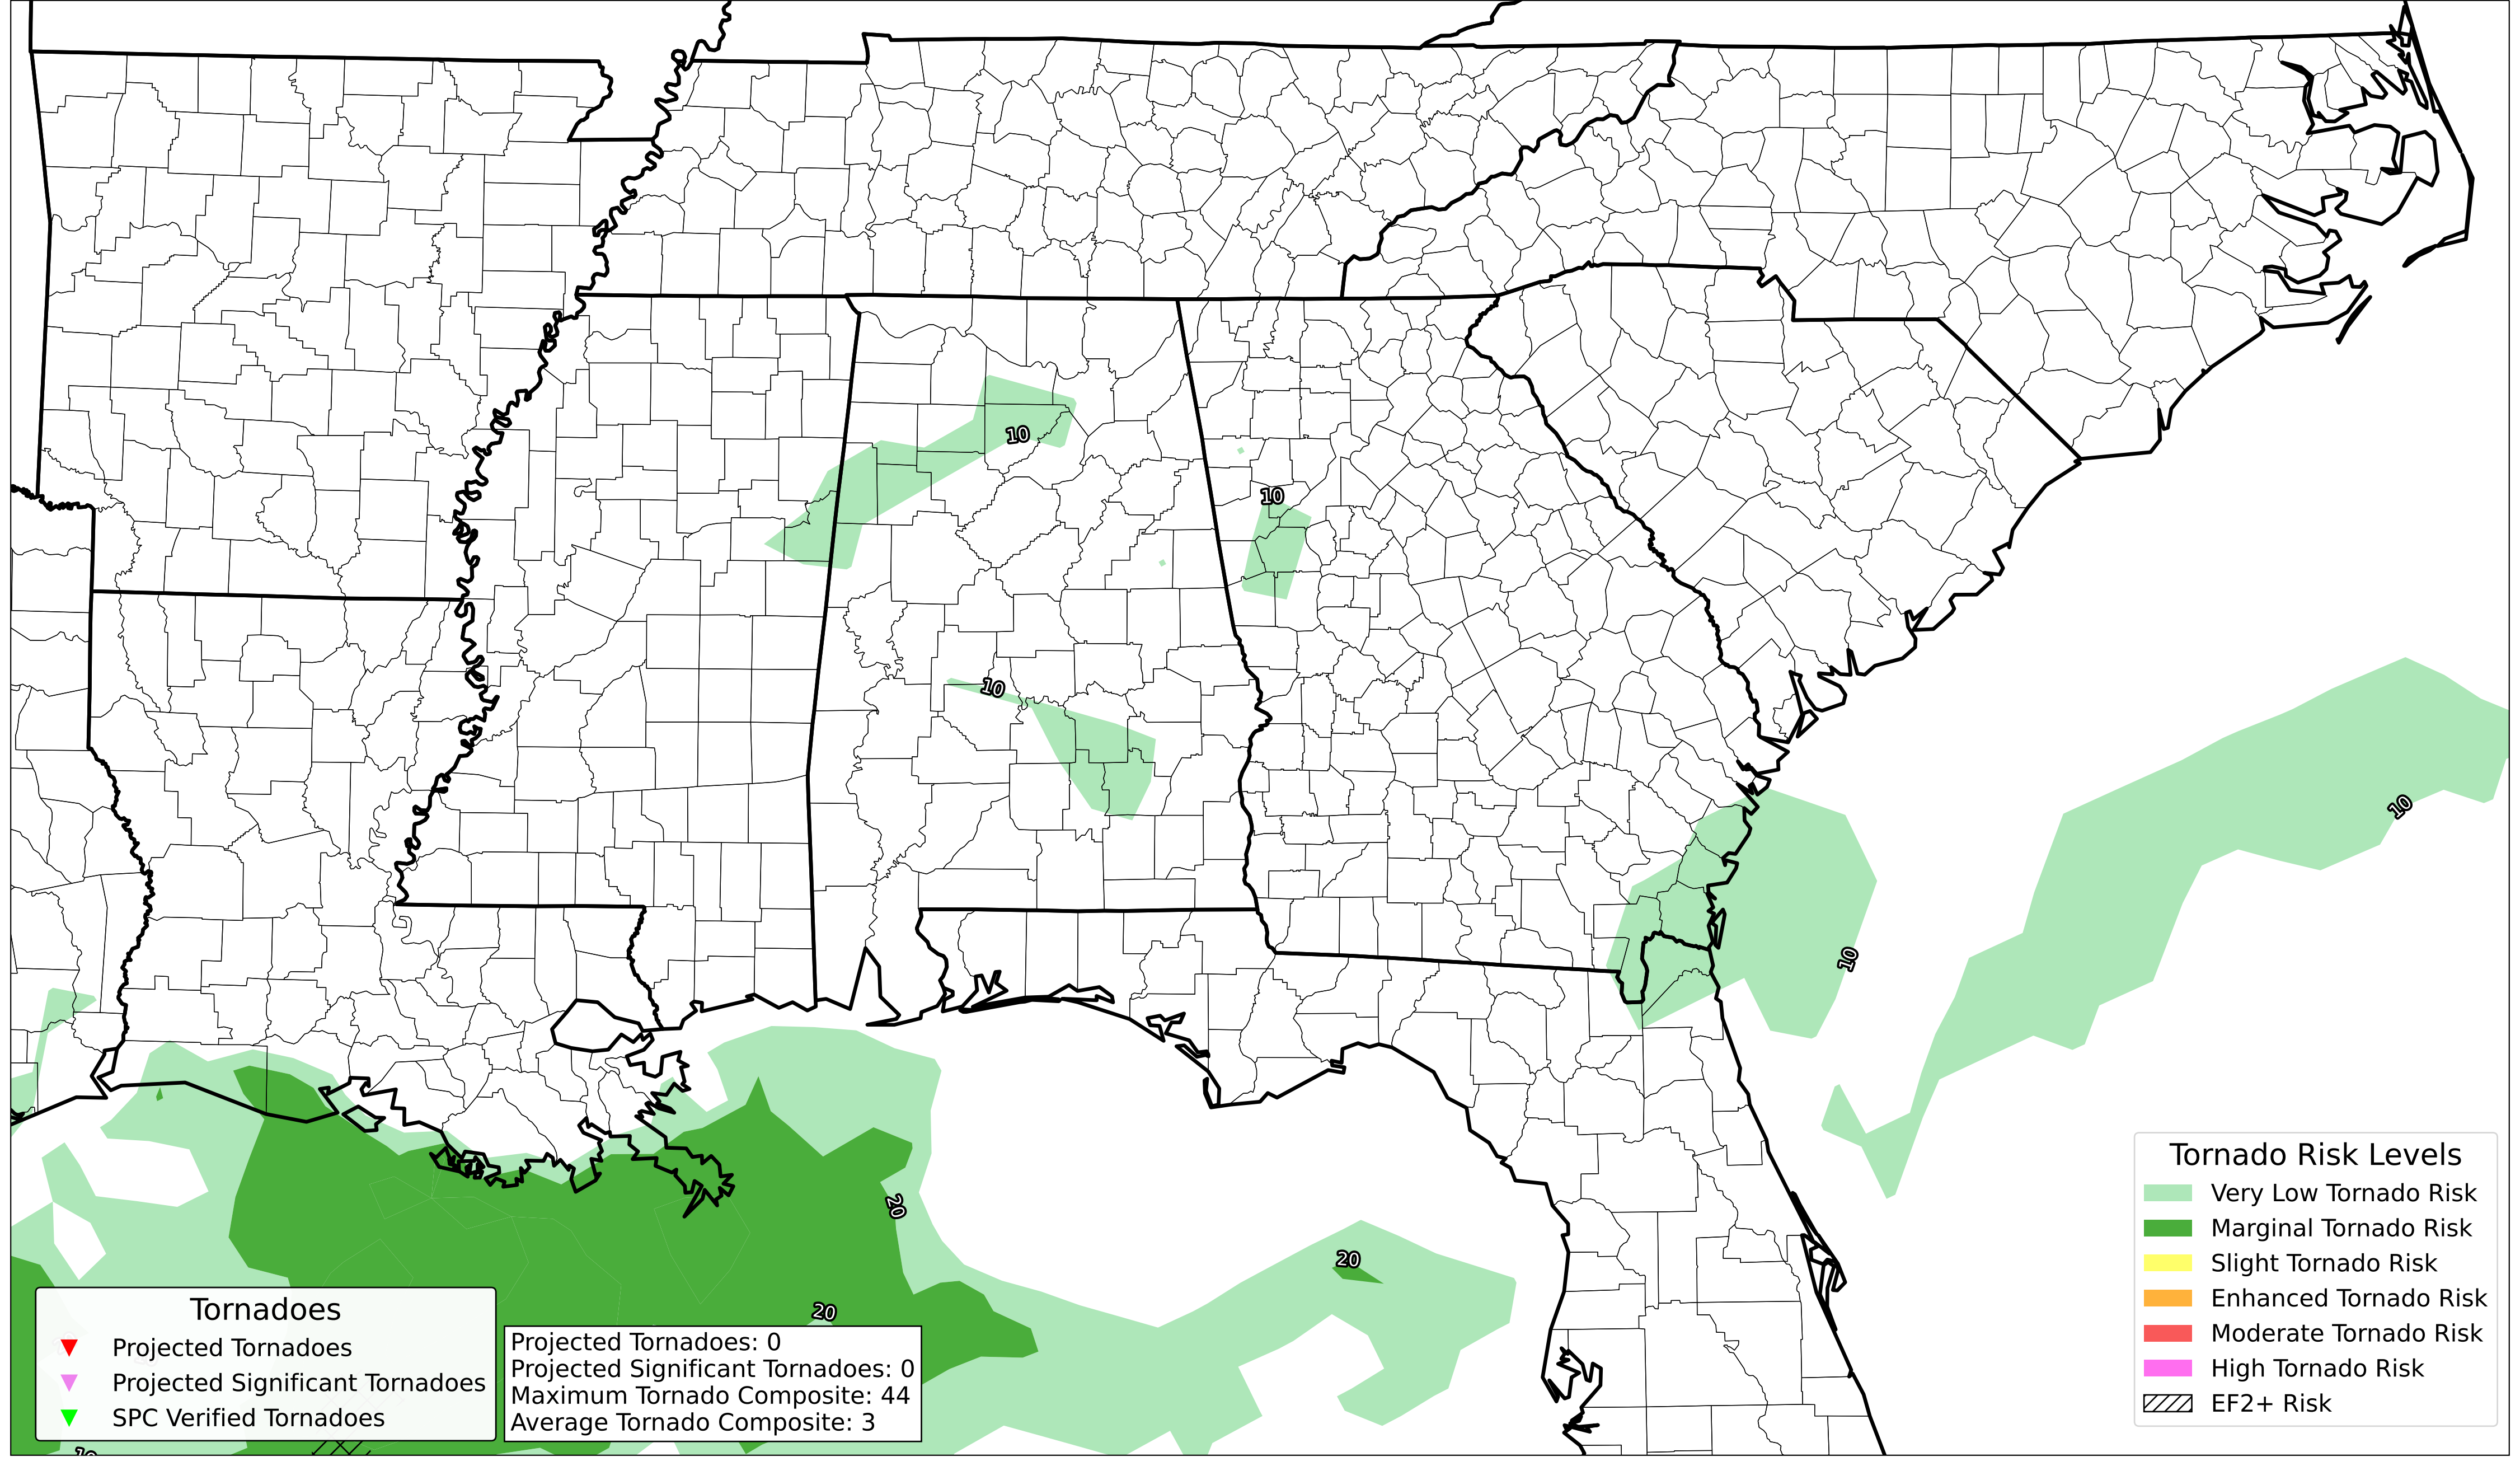 10
10
10
10
10
20
20
20
Tornadoes
Projected Tornadoes
Projected Significant Tornadoes
SPC Verified Tornadoes
Projected Tornadoes: 0
Projected Significant Tornadoes: 0
Maximum Tornado Composite: 44
Average Tornado Composite: 3
Tornado Risk Levels
Very Low Tornado Risk
Marginal Tornado Risk
Slight Tornado Risk
Enhanced Tornado Risk
Moderate Tornado Risk
High Tornado Risk
EF2+ Risk